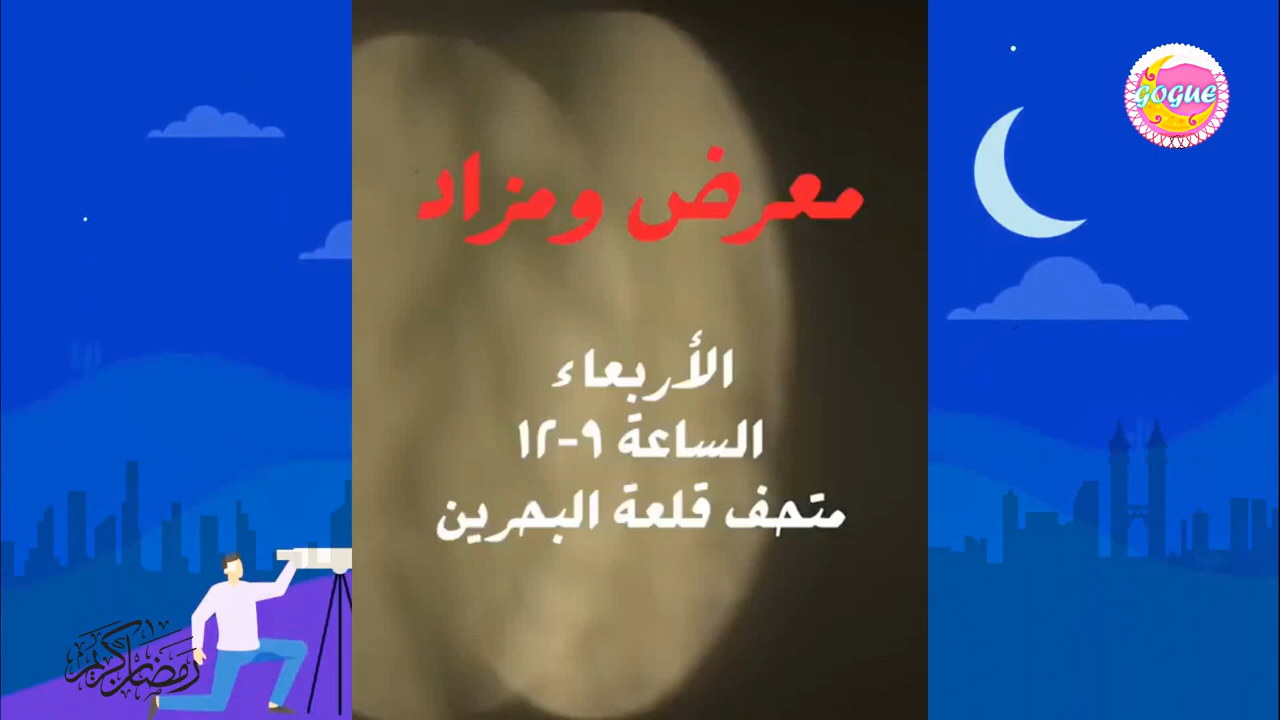 GOGUE
معرض ومزاد
الأربعاء
الساعة ٩-١٢
متحف قلعة البحرين
رمضان كريم